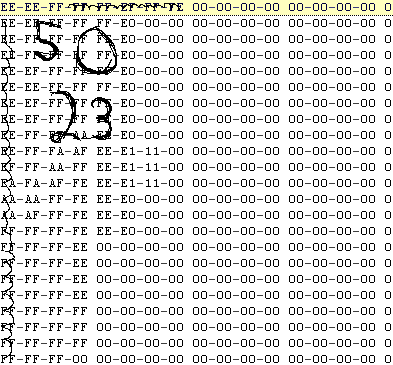 EE-EE-FF 00-00-00-00 00-00-00-00 0
EE-EE-FF-FF FF-E0-00-00 00-00-00-00 00-00-00-00 0
50
E0-00-00 00-00-00-00 00-00-00-00 0
E0-00-00 00-00-00-00 00-00-00-00 0
E0-00-00 00-00-00-00 00-00-00-00 0
E0-00-00 00-00-00-00 00-00-00-00 0
23
E0-00-00 00-00-00-00 00-00-00-00 0
E0-00-00 00-00-00-00 00-00-00-00 0
E0-00-00 00-00-00-00 00-00-00-00 0
EE-FF-FA-AF EE-E1-11-00 00-00-00-00 00-00-00-00 0
EF-FF-AA-FF EE-E1-11-00 00-00-00-00 00-00-00-00 0
EA-FA-AF-FE EE-E1-11-00 00-00-00-00 00-00-00-00 0
AA-AA-FF-EE EE-E0-00-00 00-00-00-00 00-00-00-00 0
AA-AF-FF-FE EE-E0-00-00 00-00-00-00 00-00-00-00 0
FF-FF-FF-FE EE-E0-00-00 00-00-00-00 00-00-00-00 0
FF-FF-FF-EE 00-00-00-00 00-00-00-00 00-00-00-00 0
FF-FF-FF-EE 00-00-00-00 00-00-00-00 00-00-00-00 0
FF-FF-FF-EE 00-00-00-00 00-00-00-00 00-00-00-00 0
FF-FF-FF-EE 00-00-00-00 00-00-00-00 00-00-00-00 0
FF-FF-FF-FF 00-00-00-00 00-00-00-00 00-00-00-00 0
FF-FF-FF-FF 00-00-00-00 00-00-00-00 00-00-00-00 0
FF-FF-FF-FF 00-00-00-00 00-00-00-00 00-00-00-00 0
FF-FF-FF-00 00-00-00-00 00-00-00-00 00-00-00-00 0